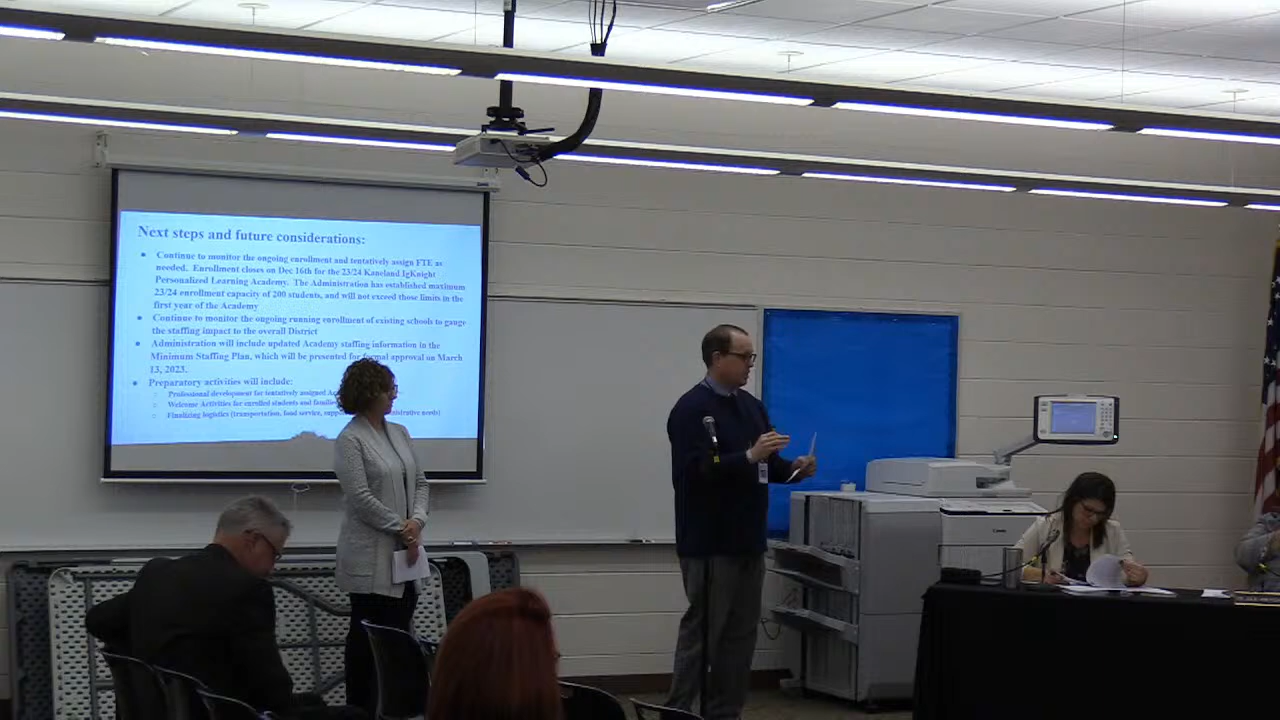 Next steps and future considerations:
Continue to monitor the ongoing enrollment and tentatively assign FTE as
needed. Enrollment closes on Dec 16th for the 23/24 Kaneland IgKnight
Personalized Learning Academy. The Administration has established maximum
23/24 enrollment capacity of 200 students, and will not exceed those limits in the
first year of the Academy
Continue to monitor the ongoing running enrollment of existing schools to gauge
the staffing impact to the overall District
Administration will include updated Academy staffing information in the
Minimum Staffing Plan, which will be presented for formal approval on March
13, 2023.
Preparatory activities will include:
Professional development for tentatively assigned
Welcome Activities for enrolled students and
Finalizing logistics (transportation, food service, needs)
Canon